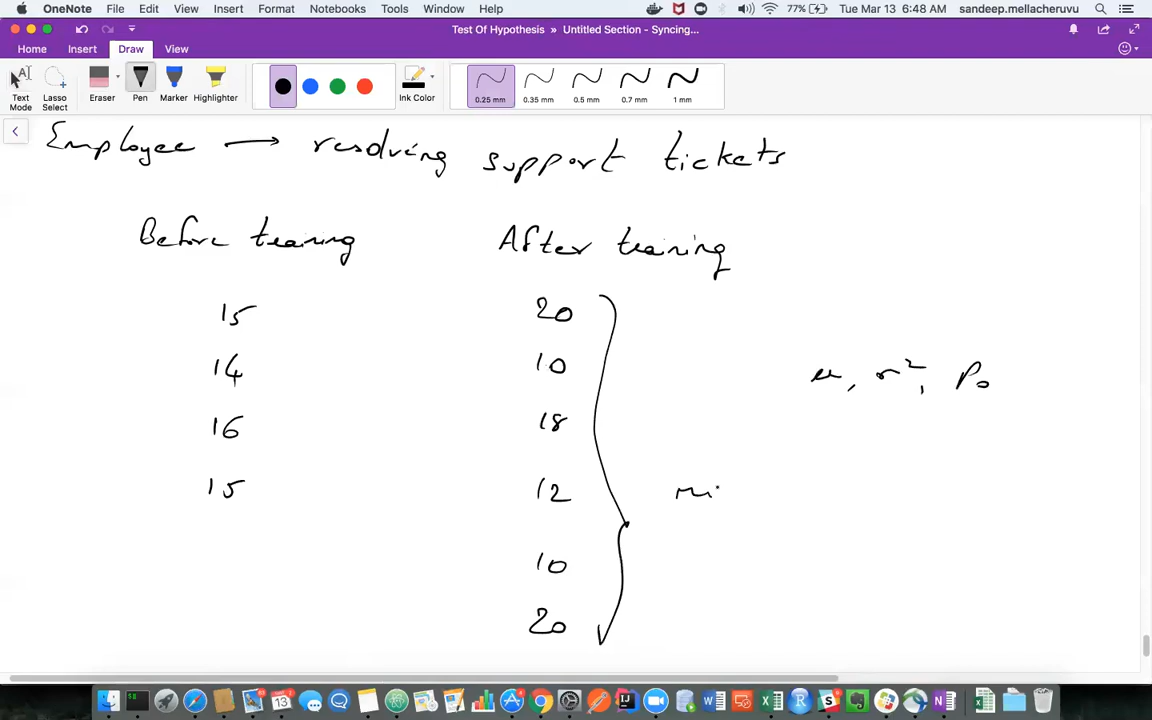 OneNote File Edit View Insert Format Notebooks Tools Window Help 77% Tue Mar 13 6:48 AM sandeep.mellacheruvu
Test Of Hypothesis » Untitled Section - Syncing...
Home Insert Draw View
Text Mode Lasso Select Eraser Pen Marker Highlighter Ink Color 0.25 mm 0.35 mm 0.5 mm 0.7 mm 1 mm
Employee → resolving support tickets
Before training After training
15 20
14 10
μ, σ², P₀
16 18
15 12
10
20